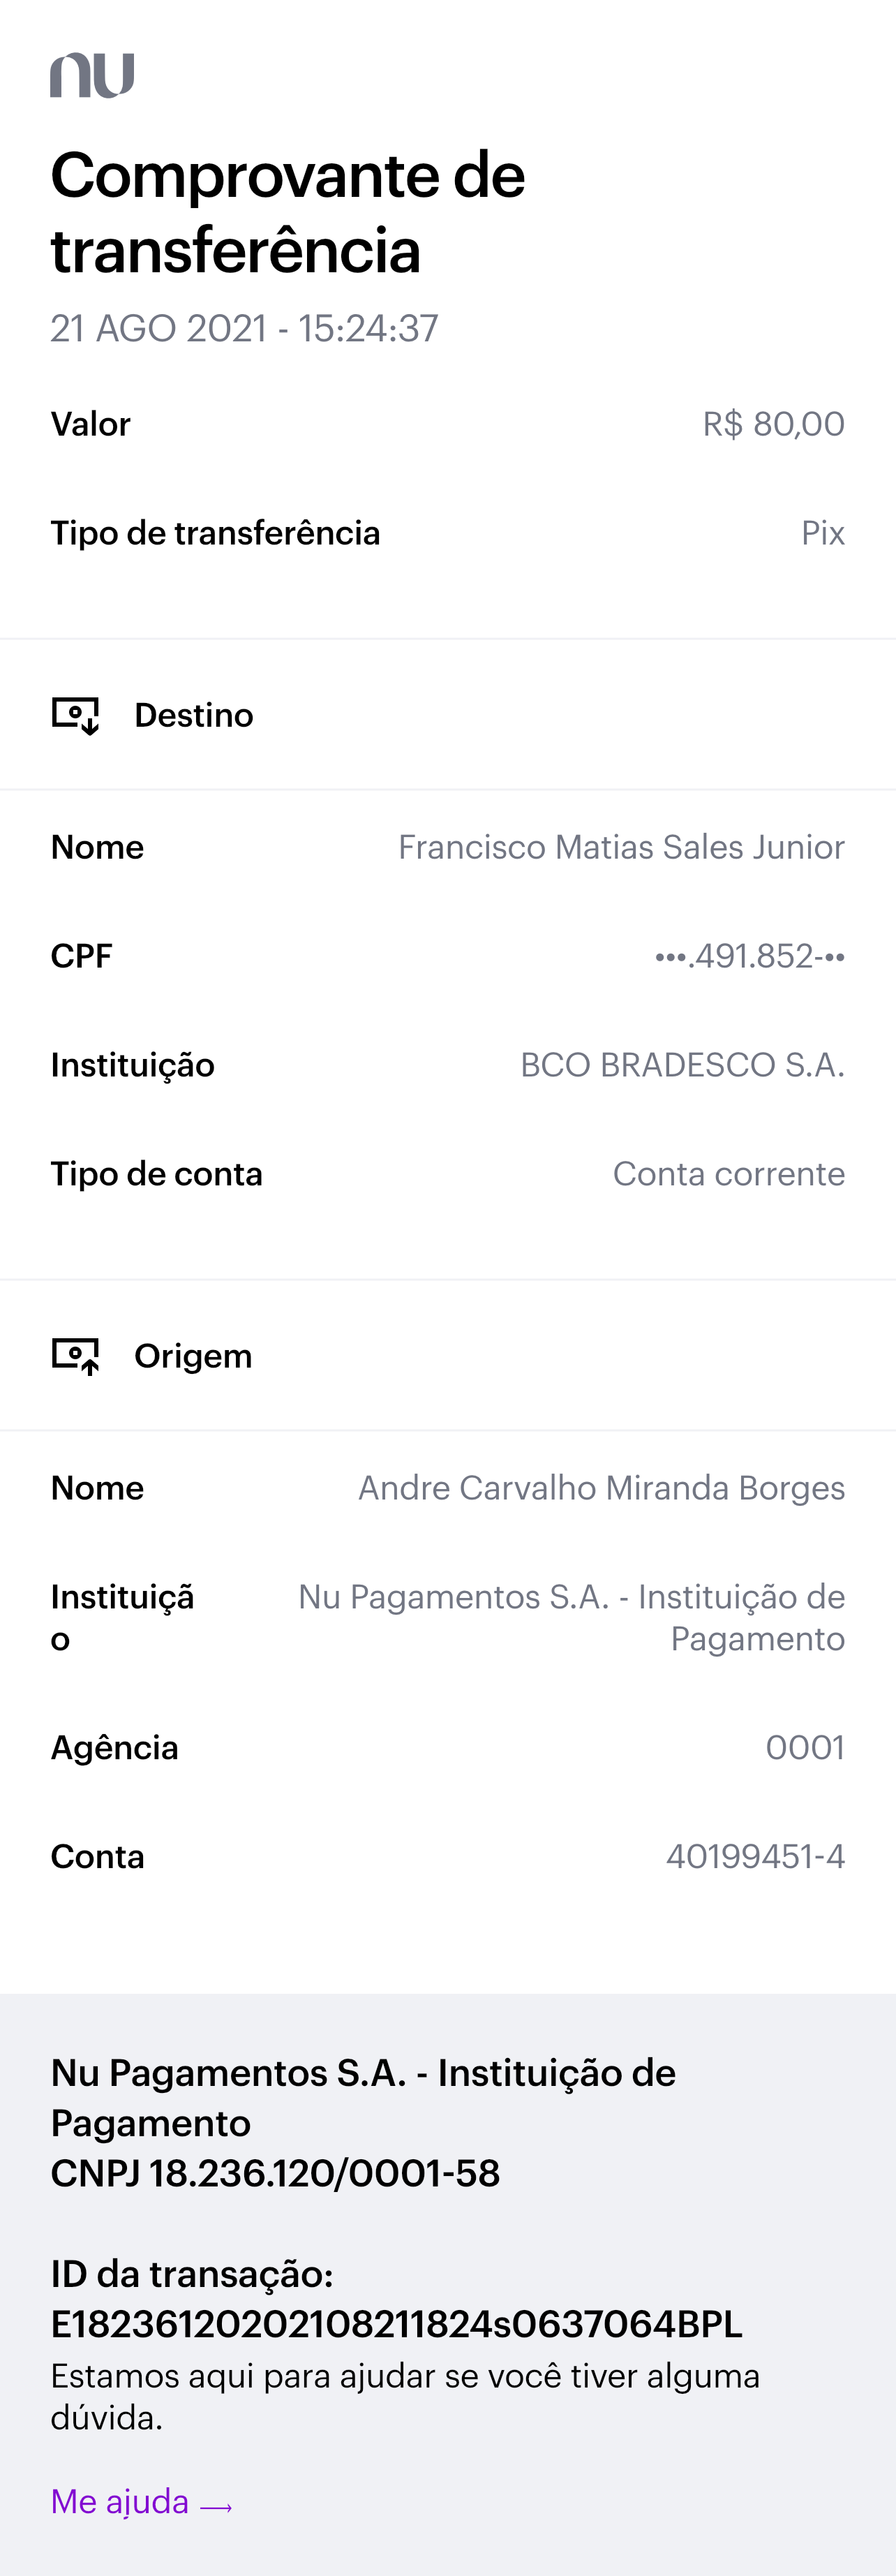 nu
Comprovante de
transferência
21 AGO 2021 - 15:24:37
Valor R$ 80,00
Tipo de transferência Pix
Destino
Nome Francisco Matias Sales Junior
CPF •••.491.852-••
Instituição BCO BRADESCO S.A.
Tipo de conta Conta corrente
Origem
Nome Andre Carvalho Miranda Borges
Instituiçã Nu Pagamentos S.A. - Instituição de
o Pagamento
Agência 0001
Conta 40199451-4
Nu Pagamentos S.A. - Instituição de
Pagamento
CNPJ 18.236.120/0001-58
ID da transação:
E18236120202108211824s0637064BPL
Estamos aqui para ajudar se você tiver alguma
dúvida.
Me ajuda →